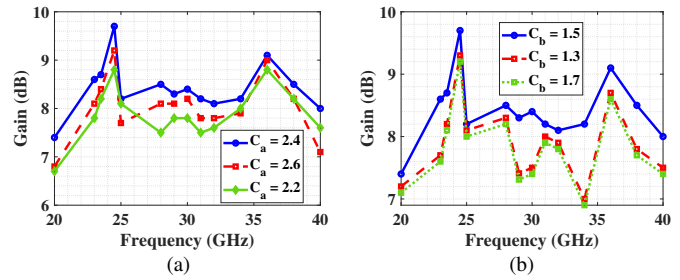 10
9
8
7
6
Gain (dB)
20 25 30 35 40
Frequency (GHz)
C_a = 2.4
C_a = 2.6
C_a = 2.2
(a)
10
9
8
7
Gain (dB)
20 25 30 35 40
Frequency (GHz)
C_b = 1.5
C_b = 1.3
C_b = 1.7
(b)